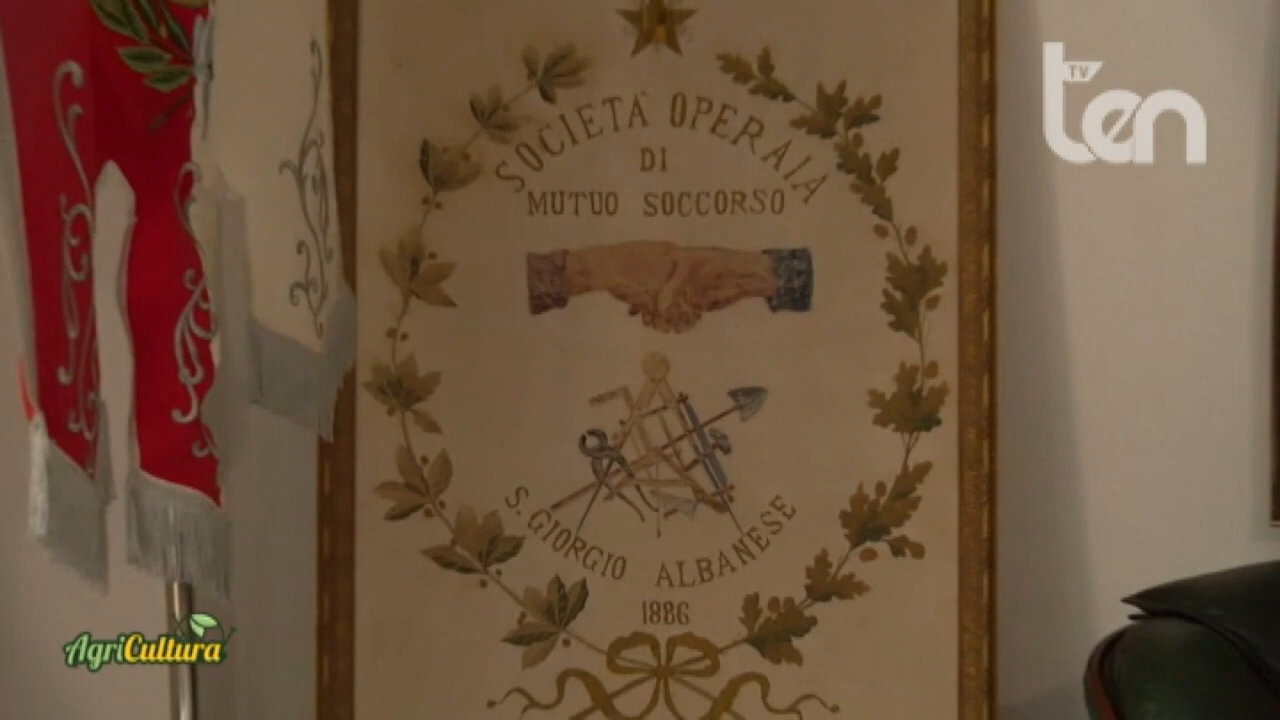 SOCIETA' OPERAIA
DI
MUTUO SOCCORSO
S. GIORGIO ALBANESE
1886
TV
ten
AgriCultura